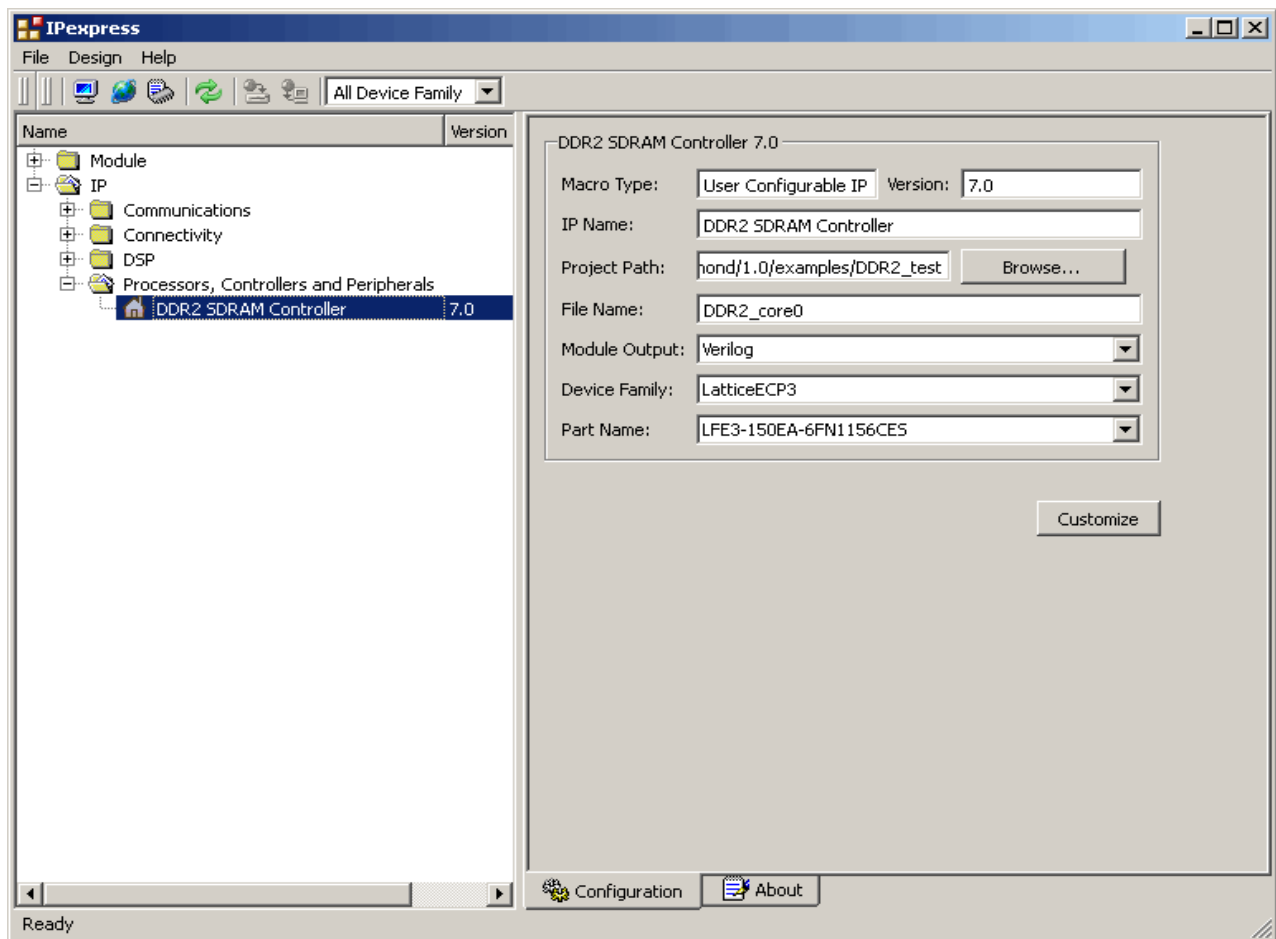 IPexpress
File Design Help
All Device Family
Name Version
Module
IP
Communications
Connectivity
DSP
Processors, Controllers and Peripherals
DDR2 SDRAM Controller 7.0
DDR2 SDRAM Controller 7.0
Macro Type: User Configurable IP Version: 7.0
IP Name: DDR2 SDRAM Controller
Project Path: hond/1.0/examples/DDR2_test Browse...
File Name: DDR2_core0
Module Output: Verilog
Device Family: LatticeECP3
Part Name: LFE3-150EA-6FN1156CES
Customize
Configuration About
Ready